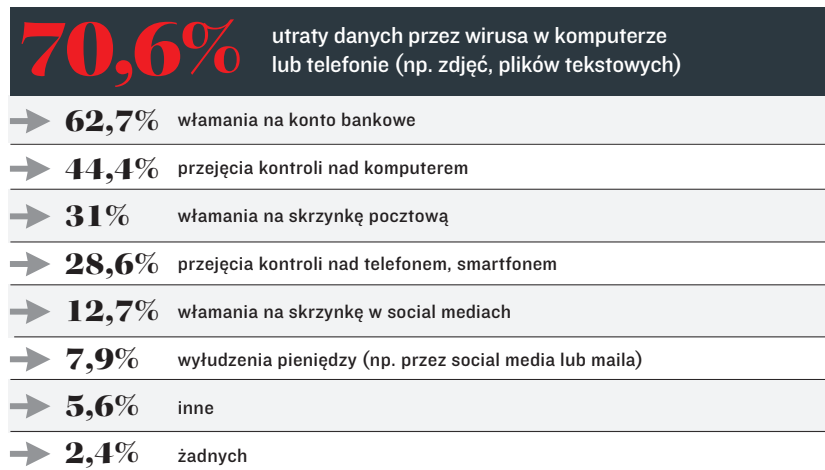 70,6% utraty danych przez wirusa w komputerze
lub telefonie (np. zdjęć, plików tekstowych)
62,7% włamania na konto bankowe
44,4% przejęcia kontroli nad komputerem
31% włamania na skrzynkę pocztową
28,6% przejęcia kontroli nad telefonem, smartfonem
12,7% włamania na skrzynkę w social mediach
7,9% wyłudzenia pieniędzy (np. przez social media lub maila)
5,6% inne
2,4% żadnych